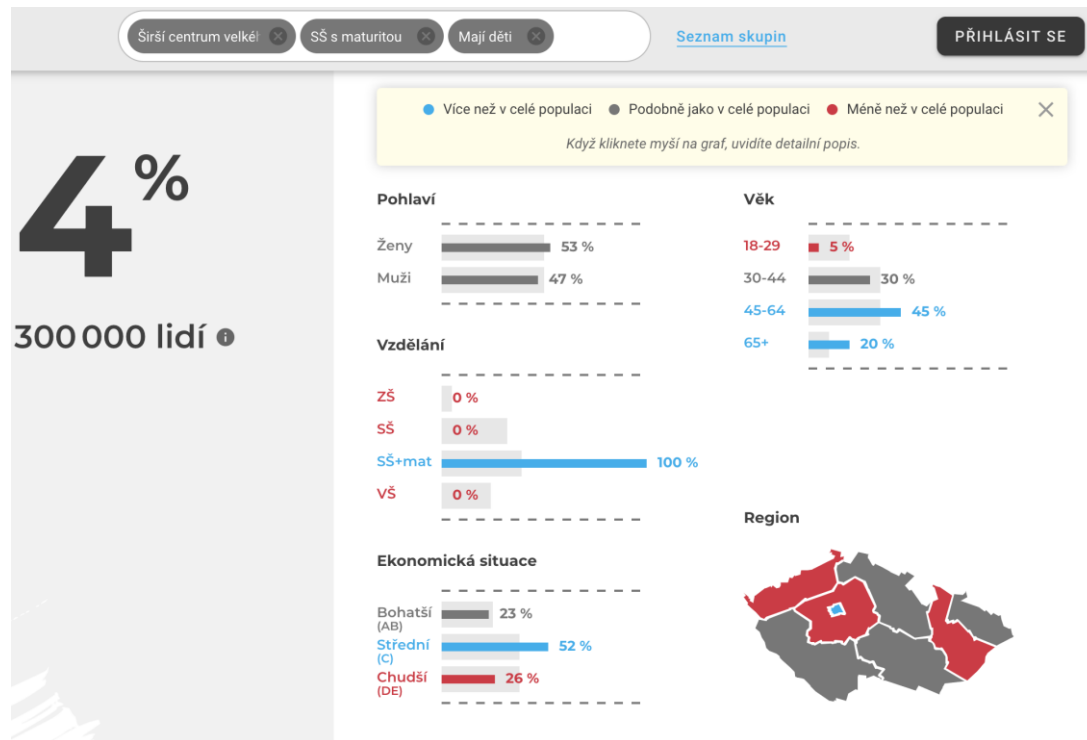 Širší centrum velkéh SŠ s maturitou Mají děti Seznam skupin PŘIHLÁSIT SE
Více než v celé populaci Podobně jako v celé populaci Méně než v celé populaci
Když kliknete myší na graf, uvidíte detailní popis.
4%
300 000 lidí
Pohlaví
Ženy 53 %
Muži 47 %
Věk
18-29 5 %
30-44 30 %
45-64 45 %
65+ 20 %
Vzdělání
ZŠ 0 %
SŠ 0 %
SŠ+mat 100 %
VŠ 0 %
Ekonomická situace
Bohatší 23 %
(AB)
Střední 52 %
(C)
Chudší 26 %
(DE)
Region